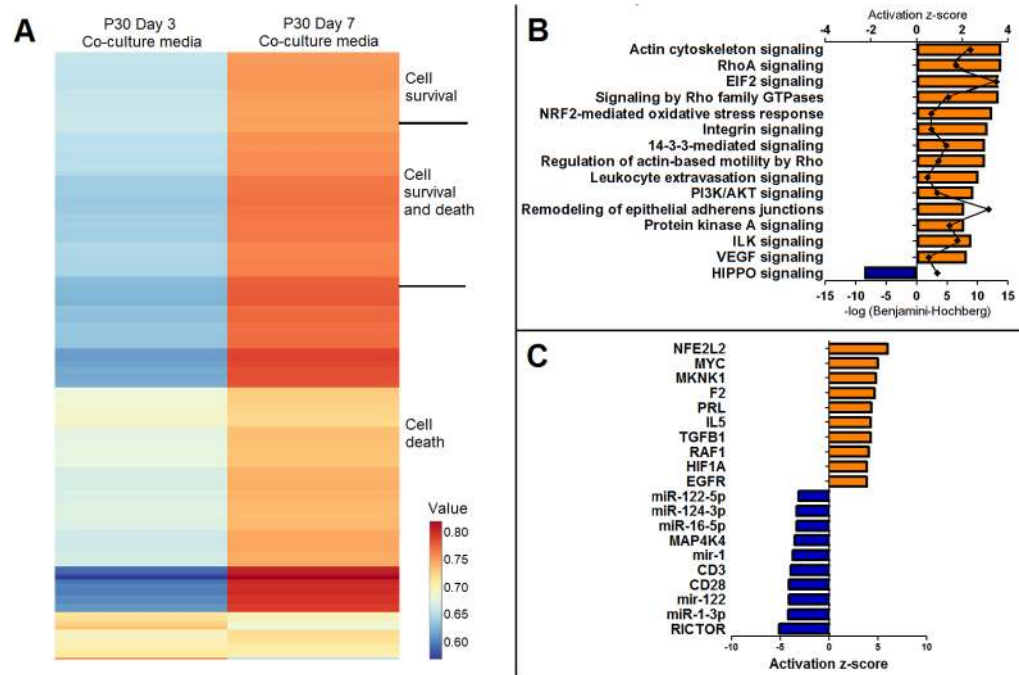 A
P30 Day 3
Co-culture media
P30 Day 7
Co-culture media
Cell
survival
Cell
survival
and death
Cell
death
Value
0.80
0.75
0.70
0.65
0.60
B
Activation z-score
-4 -2 0 2 4
Actin cytoskeleton signaling
RhoA signaling
EIF2 signaling
Signaling by Rho family GTPases
NRF2-mediated oxidative stress response
Integrin signaling
14-3-3-mediated signaling
Regulation of actin-based motility by Rho
Leukocyte extravasation signaling
PI3K/AKT signaling
Remodeling of epithelial adherens junctions
Protein kinase A signaling
ILK signaling
VEGF signaling
HIPPO signaling
-15 -10 -5 0 5 10 15
-log (Benjamini-Hochberg)
C
NFE2L2
MYC
MKNK1
F2
PRL
IL5
TGFB1
RAF1
HIF1A
EGFR
miR-122-5p
miR-124-3p
miR-16-5p
MAP4K4
mir-1
CD3
CD28
mir-122
miR-1-3p
RICTOR
-10 -5 0 5 10
Activation z-score